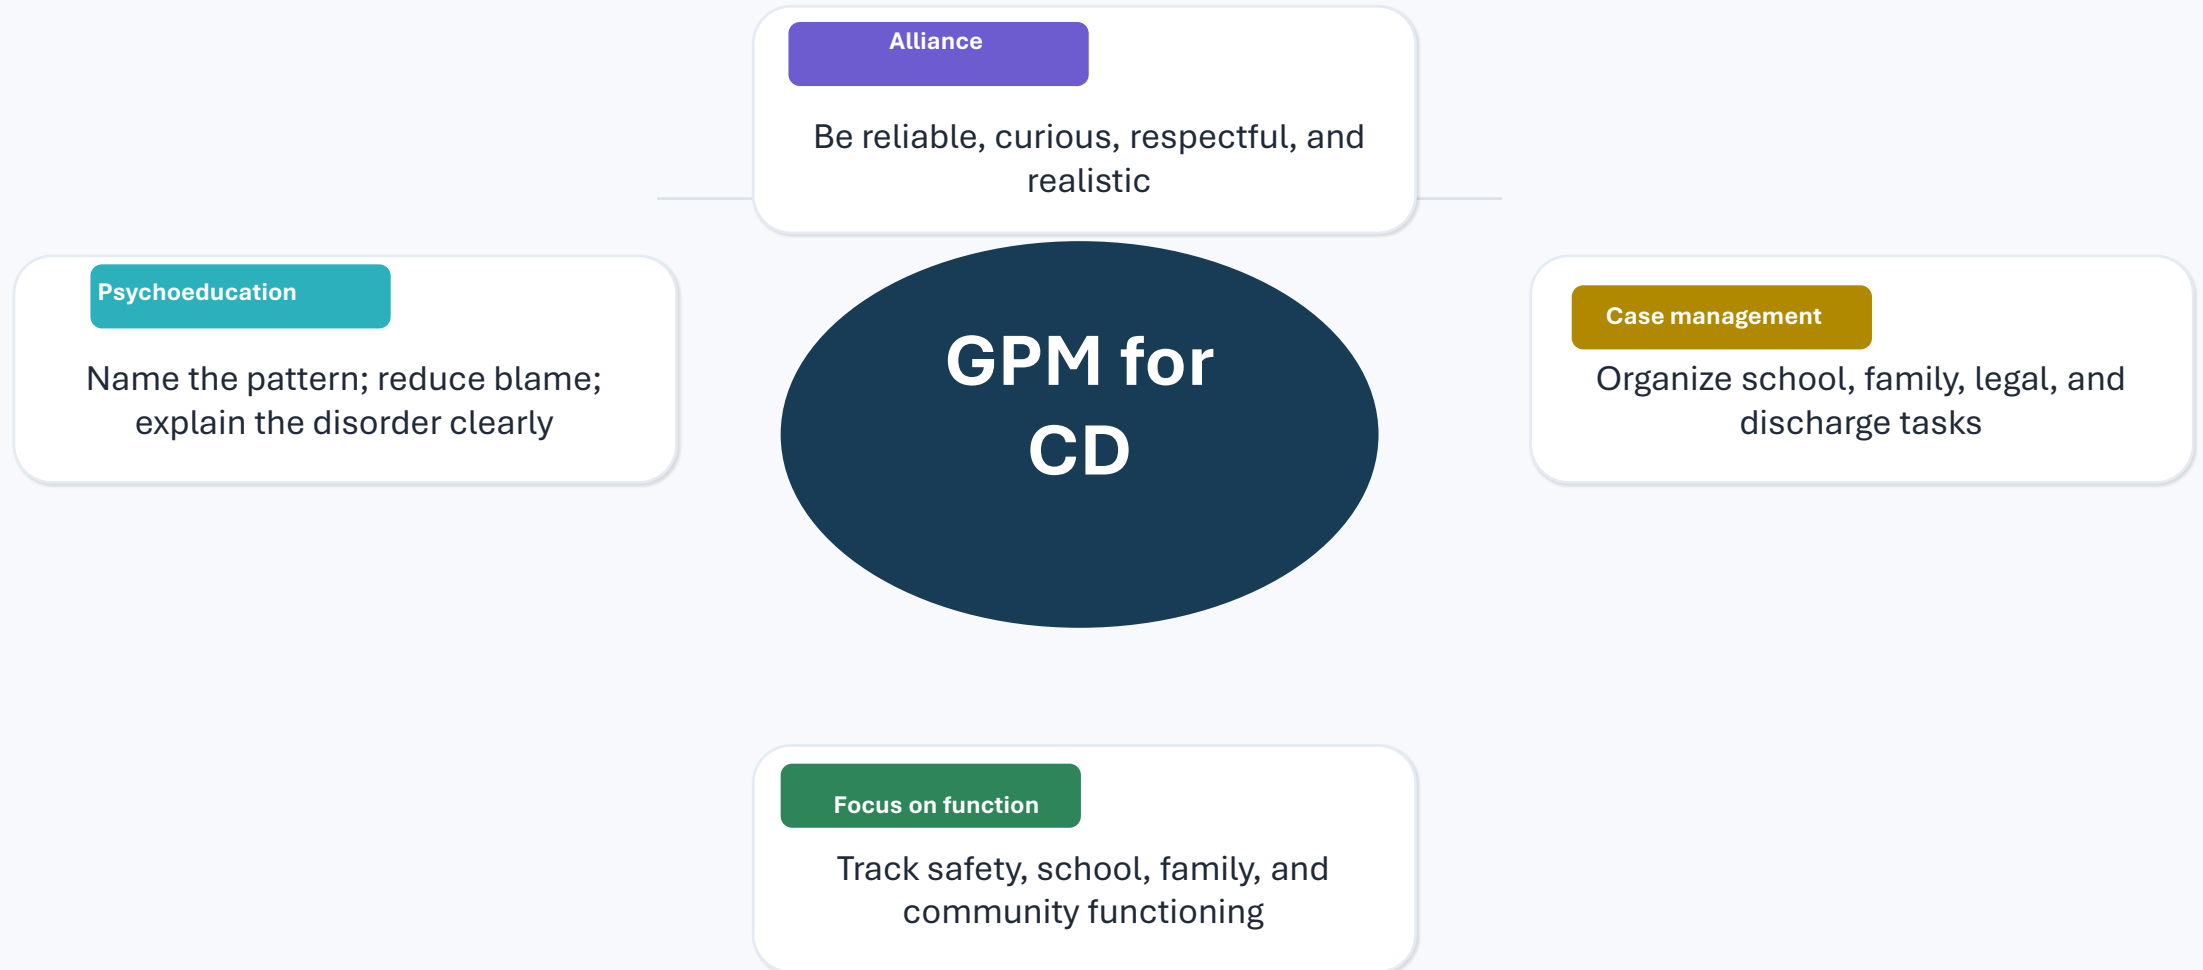 Alliance
Be reliable, curious, respectful, and
realistic
Psychoeducation
Name the pattern; reduce blame;
explain the disorder clearly
GPM for
CD
Case management
Organize school, family, legal, and
discharge tasks
Focus on function
Track safety, school, family, and
community functioning